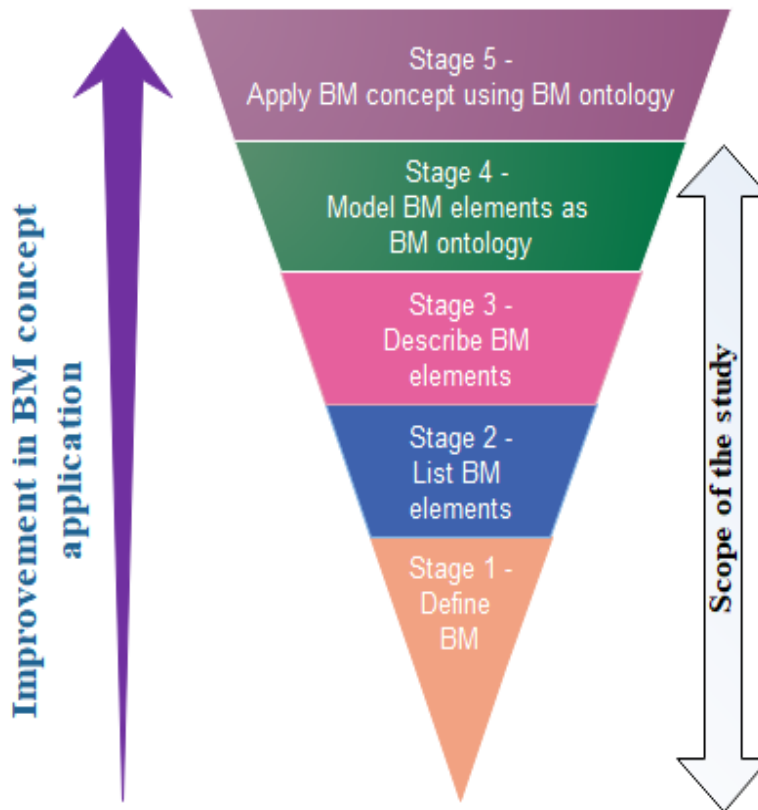 Stage 5 -
Apply BM concept using BM ontology
Stage 4 -
Model BM elements as
BM ontology
Stage 3 -
Describe BM
elements
Stage 2 -
List BM
elements
Stage 1 -
Define
BM
Improvement in BM concept
application
Scope of the study